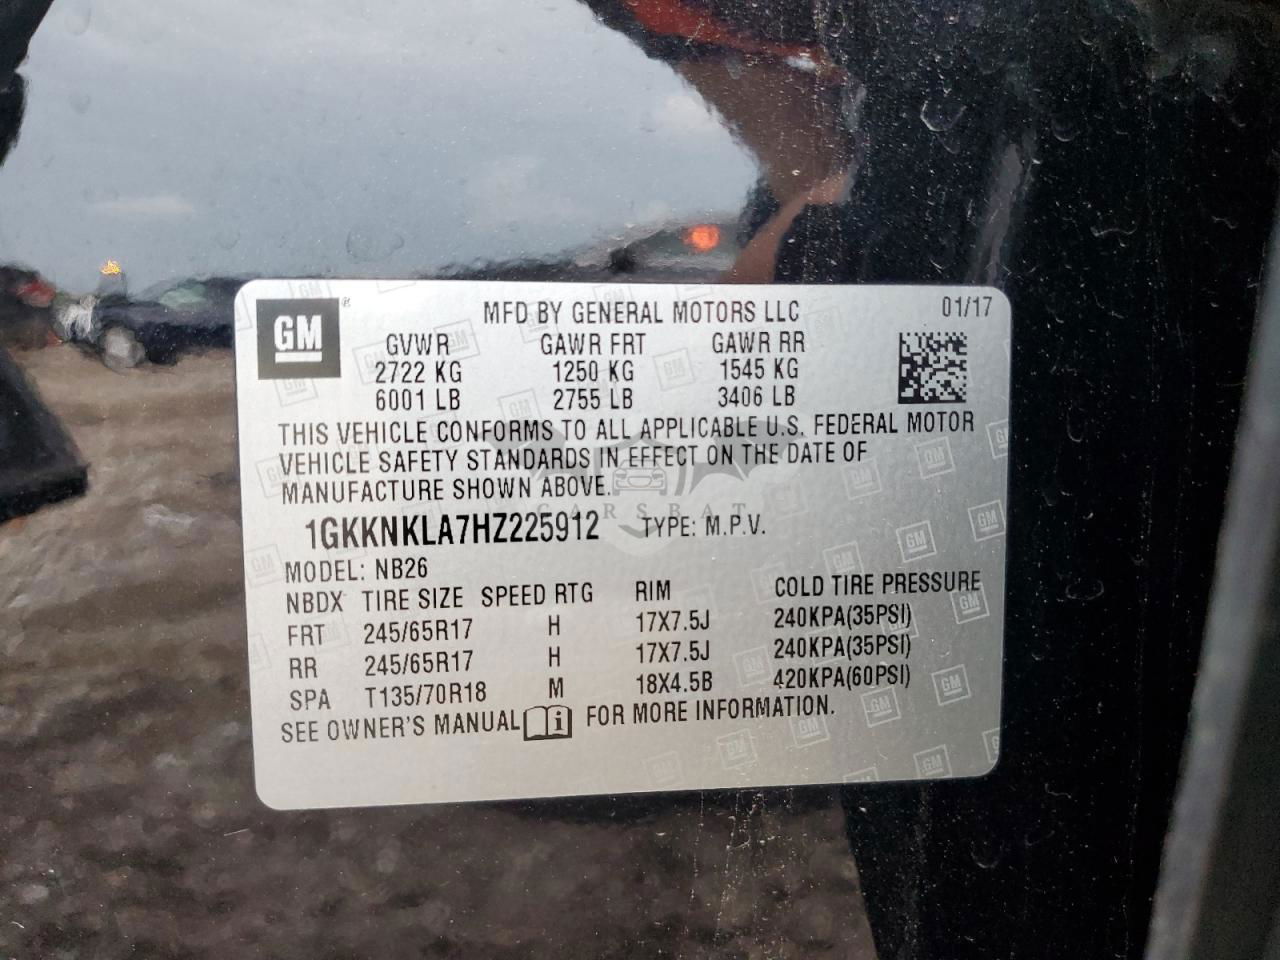 GM ® MFD BY GENERAL MOTORS LLC 01/17
GVWR GAWR FRT GAWR RR
2722 KG 1250 KG 1545 KG
6001 LB 2755 LB 3406 LB
THIS VEHICLE CONFORMS TO ALL APPLICABLE U.S. FEDERAL MOTOR
VEHICLE SAFETY STANDARDS IN EFFECT ON THE DATE OF
MANUFACTURE SHOWN ABOVE.
CARSBAT
1GKKNKLA7HZ225912 TYPE: M.P.V.
MODEL: NB26
NBDX TIRE SIZE SPEED RTG RIM COLD TIRE PRESSURE
FRT 245/65R17 H 17X7.5J 240KPA(35PSI)
RR 245/65R17 H 17X7.5J 240KPA(35PSI)
SPA T135/70R18 M 18X4.5B 420KPA(60PSI)
SEE OWNER'S MANUAL i FOR MORE INFORMATION.